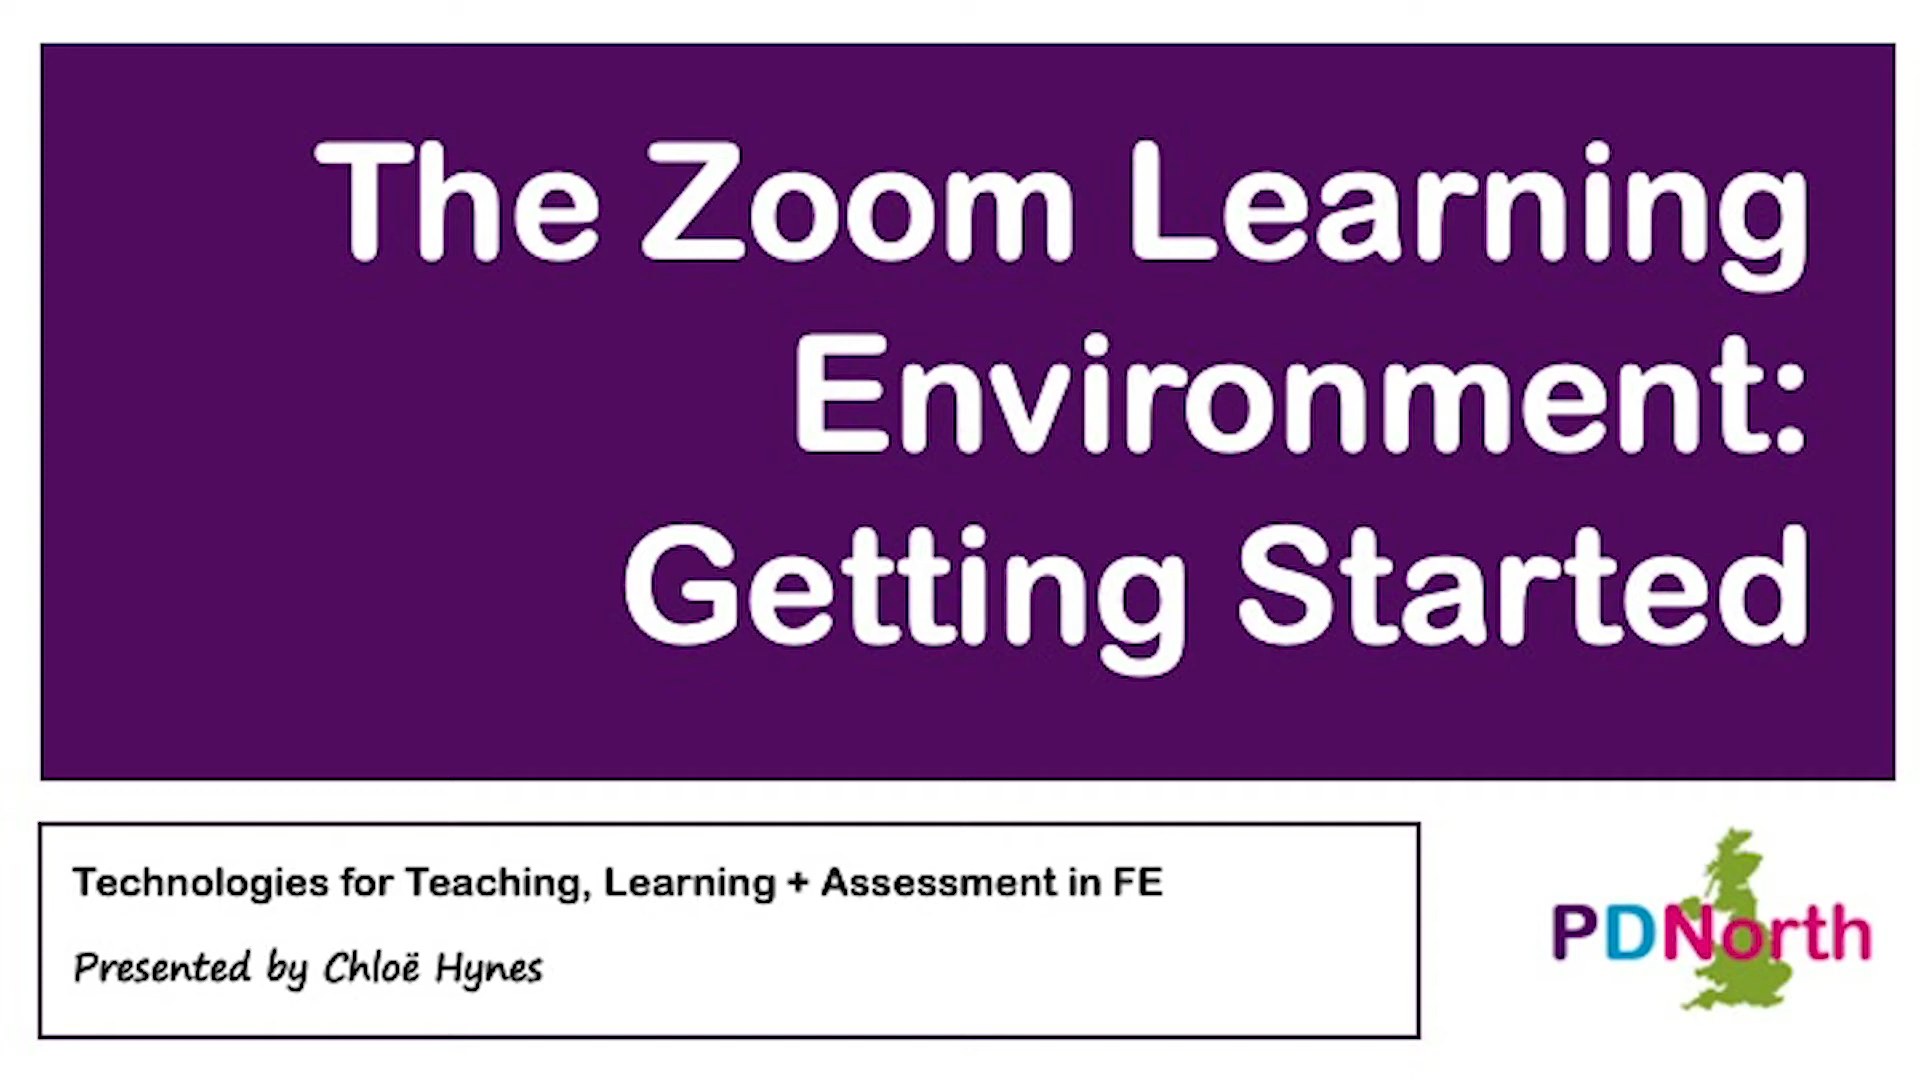 The Zoom Learning
Environment:
Getting Started
Technologies for Teaching, Learning + Assessment in FE
Presented by Chloë Hynes
PDNorth